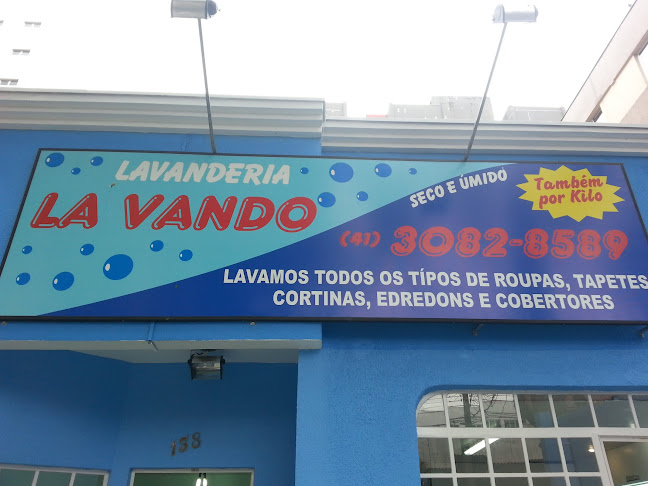 LAVANDERIA
LA VANDO
SECO E ÚMIDO
Também
por Kilo
(41) 3082-8589
LAVAMOS TODOS OS TÍPOS DE ROUPAS, TAPETES
CORTINAS, EDREDONS E COBERTORES
158